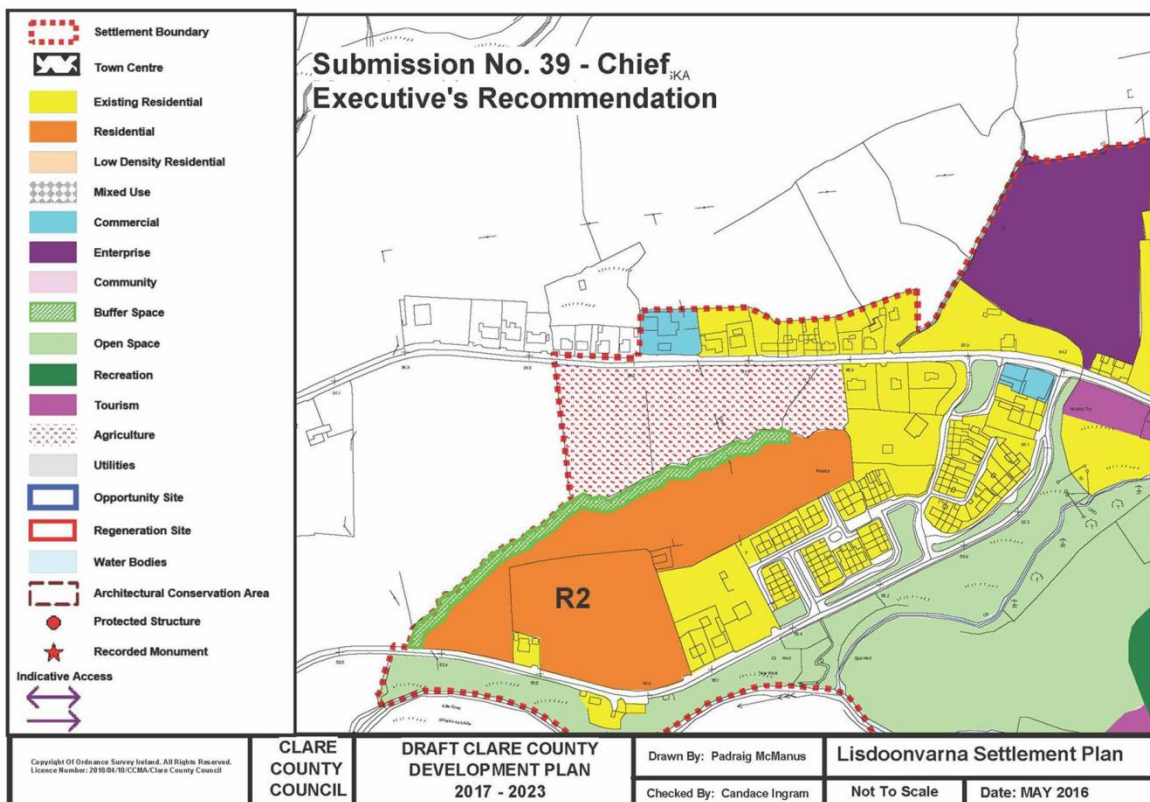 Settlement Boundary
Town Centre
Existing Residential
Residential
Low Density Residential
Mixed Use
Commercial
Enterprise
Community
Buffer Space
Open Space
Recreation
Tourism
Agriculture
Utilities
Opportunity Site
Regeneration Site
Water Bodies
Architectural Conservation Area
Protected Structure
Recorded Monument
Indicative Access
Submission No. 39 - Chief
Executive's Recommendation
R2
Spa Well
Copyright Of Ordnance Survey Ireland. All Rights Reserved.
Licence Number: 2010/04/10/CCMA/Clare County Council
CLARE
COUNTY
COUNCIL
DRAFT CLARE COUNTY
DEVELOPMENT PLAN
2017 - 2023
Drawn By: Padraig McManus
Checked By: Candace Ingram
Lisdoonvarna Settlement Plan
Not To Scale
Date: MAY 2016